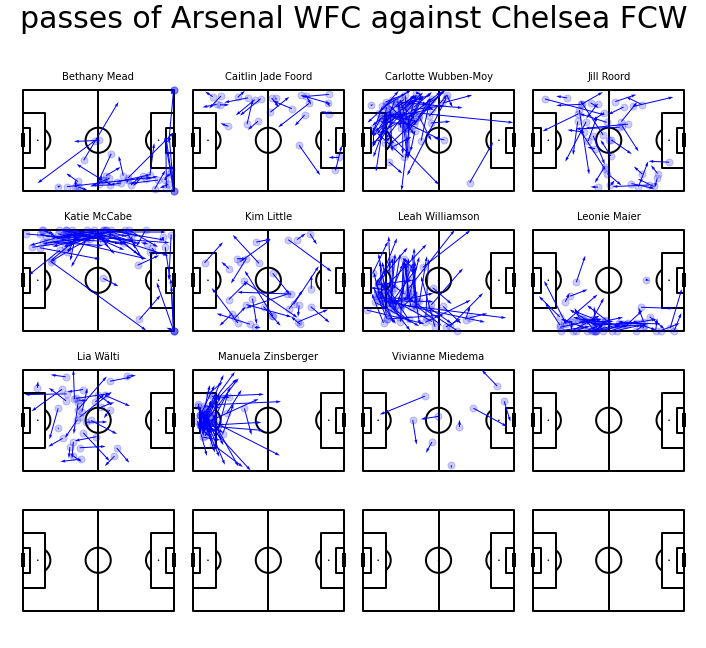 passes of Arsenal WFC against Chelsea FCW
Bethany Mead
Caitlin Jade Foord
Carlotte Wubben-Moy
Jill Roord
Katie McCabe
Kim Little
Leah Williamson
Leonie Maier
Lia Wälti
Manuela Zinsberger
Vivianne Miedema